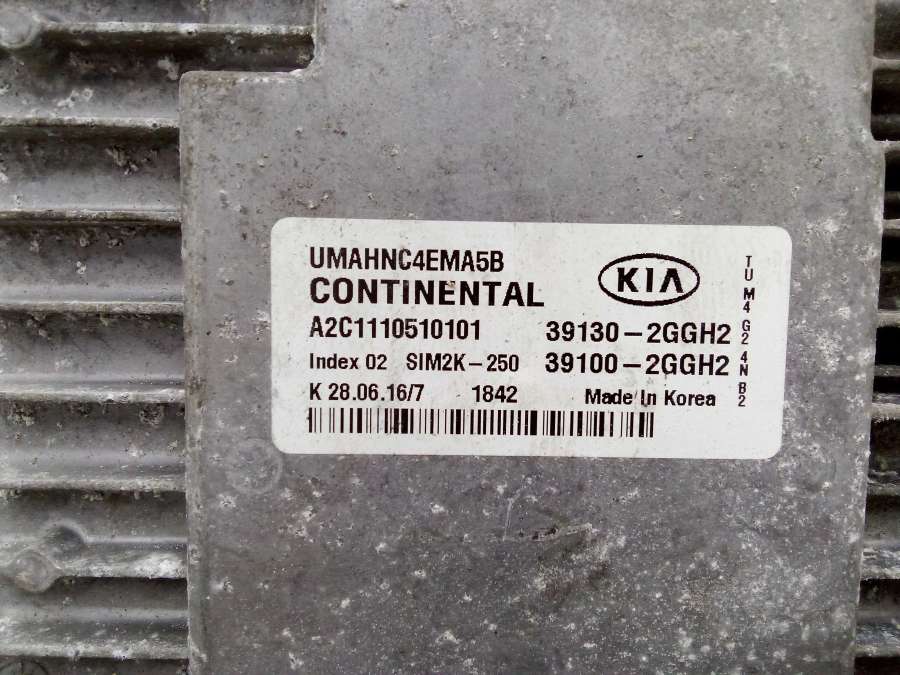 UMAHNC4EMA5B
CONTINENTAL
KIA
A2C1110510101 39130-2GGH2
Index 02 SIM2K-250 39100-2GGH2
K 28.06.16/7 1842 Made In Korea
TUM4G24NB2